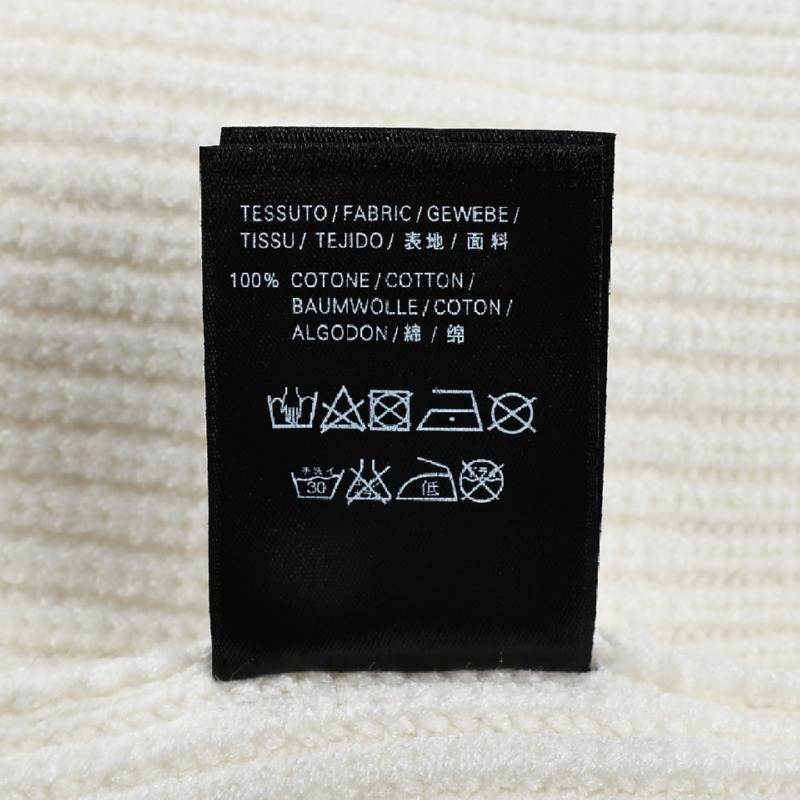 TESSUTO / FABRIC / GEWEBE /
TISSU / TEJIDO / 表地 / 面料
100% COTONE / COTTON /
BAUMWOLLE / COTON /
ALGODON / 綿 / 绵
手洗イ
30 低